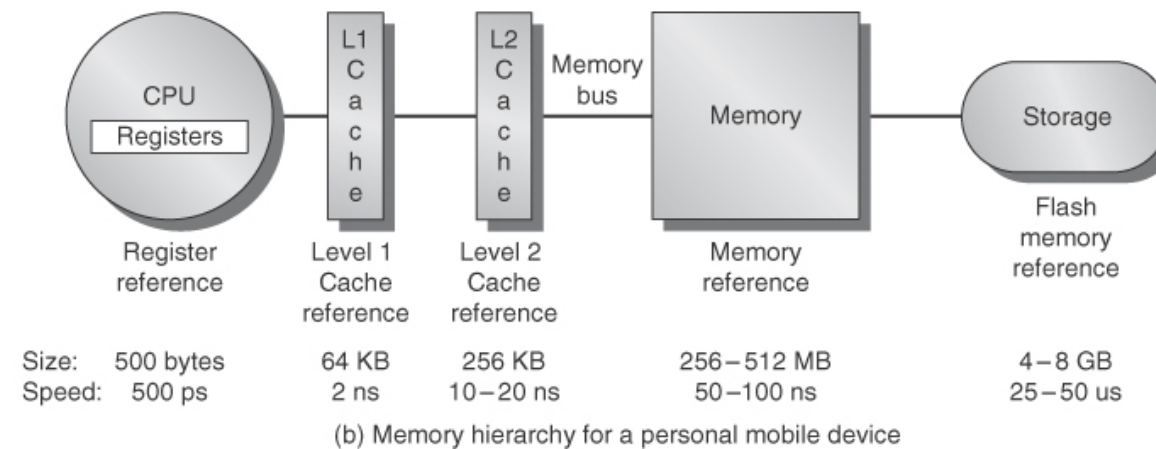 CPU
Registers
L1
C
a
c
h
e
L2
C
a
c
h
e
Memory
bus
Memory
Storage
Register
reference
Level 1
Cache
reference
Level 2
Cache
reference
Memory
reference
Flash
memory
reference
Size: 500 bytes 64 KB 256 KB 256–512 MB 4–8 GB
Speed: 500 ps 2 ns 10–20 ns 50–100 ns 25–50 us
(b) Memory hierarchy for a personal mobile device